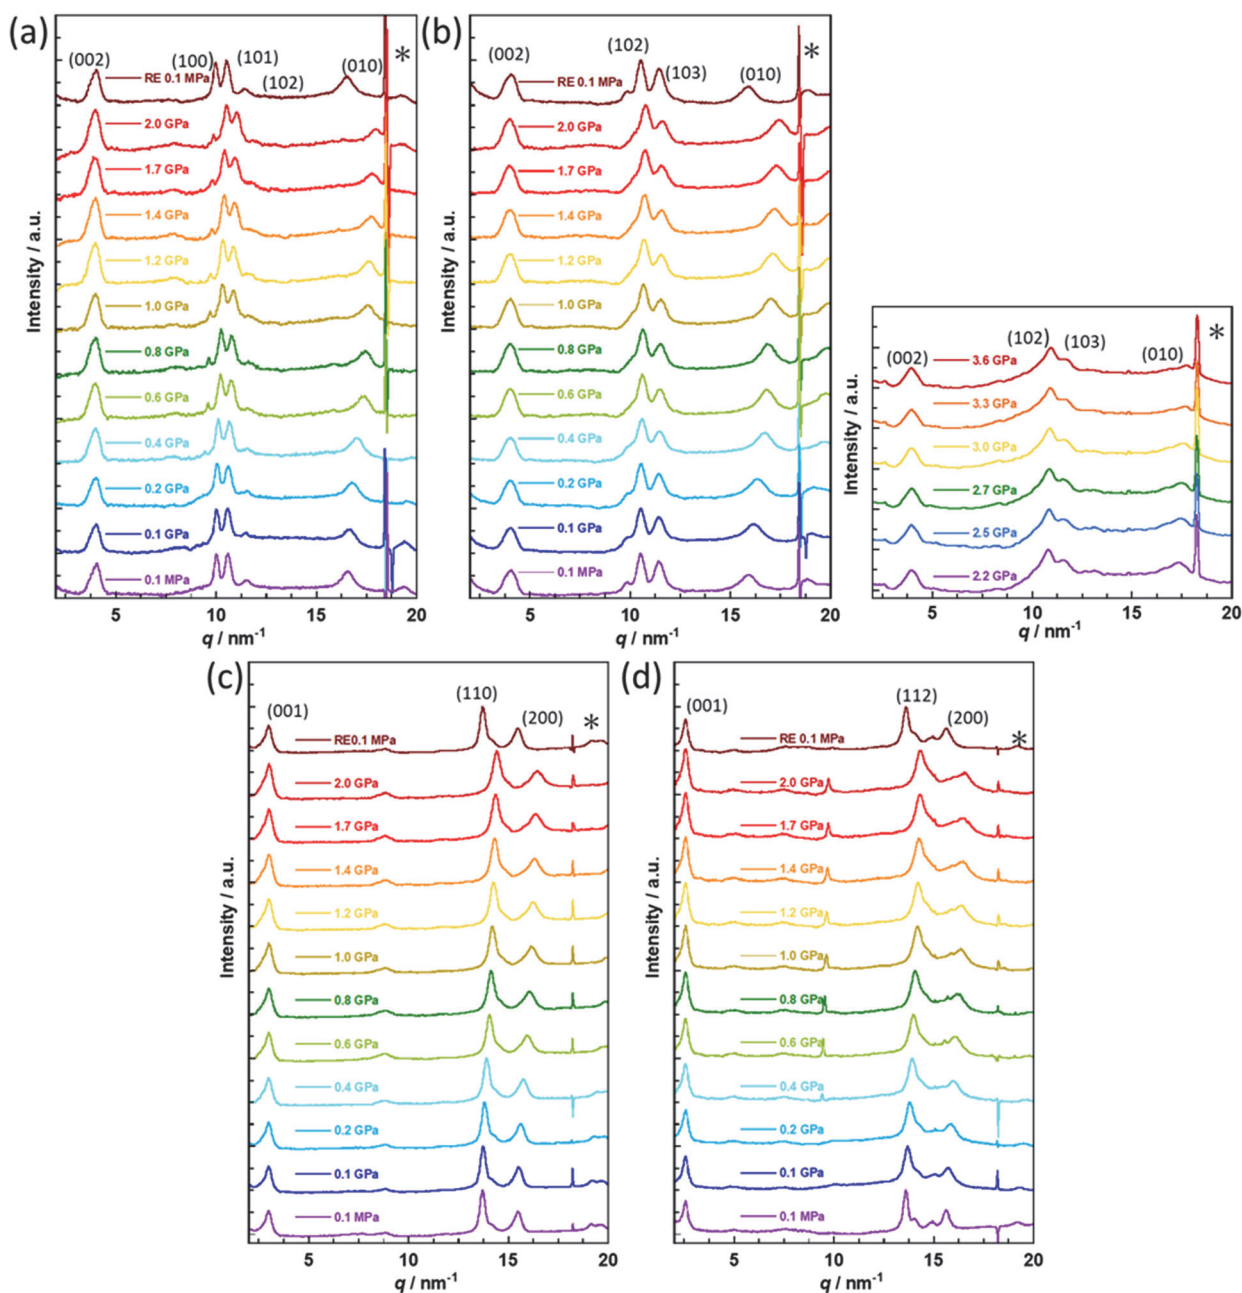 (a)
(002)
(100)
(101)
(102)
(010)
*
RE 0.1 MPa
2.0 GPa
1.7 GPa
1.4 GPa
1.2 GPa
1.0 GPa
0.8 GPa
0.6 GPa
0.4 GPa
0.2 GPa
0.1 GPa
0.1 MPa
Intensity / a.u.
5 10 15 20
q / nm-1
(b)
(002)
(102)
(103)
(010)
*
RE 0.1 MPa
2.0 GPa
1.7 GPa
1.4 GPa
1.2 GPa
1.0 GPa
0.8 GPa
0.6 GPa
0.4 GPa
0.2 GPa
0.1 GPa
0.1 MPa
Intensity / a.u.
5 10 15 20
q / nm-1
(002)
(102)
(103)
(010)
*
3.6 GPa
3.3 GPa
3.0 GPa
2.7 GPa
2.5 GPa
2.2 GPa
Intensity / a.u.
5 10 15 20
q / nm-1
(c)
(001)
(110)
(200)
*
RE0.1 MPa
2.0 GPa
1.7 GPa
1.4 GPa
1.2 GPa
1.0 GPa
0.8 GPa
0.6 GPa
0.4 GPa
0.2 GPa
0.1 GPa
0.1 MPa
Intensity / a.u.
5 10 15 20
q / nm-1
(d)
(001)
(112)
(200)
*
RE 0.1 MPa
2.0 GPa
1.7 GPa
1.4 GPa
1.2 GPa
1.0 GPa
0.8 GPa
0.6 GPa
0.4 GPa
0.2 GPa
0.1 GPa
0.1 MPa
Intensity / a.u.
5 10 15 20
q / nm-1